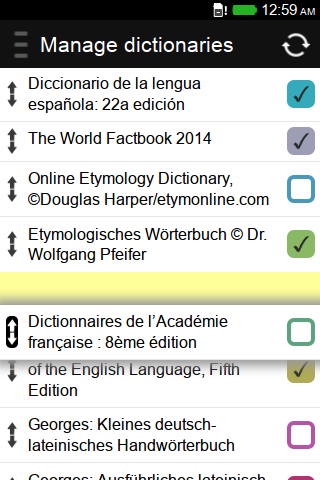 12:59 AM
Manage dictionaries
Diccionario de la lengua
española: 22a edición
The World Factbook 2014
Online Etymology Dictionary,
©Douglas Harper/etymonline.com
Etymologisches Wörterbuch © Dr.
Wolfgang Pfeifer
Dictionnaires de l’Académie
française : 8ème édition
of the English Language, Fifth
Edition
Georges: Kleines deutsch-
lateinisches Handwörterbuch
Georges: Ausführliches lateinisch-